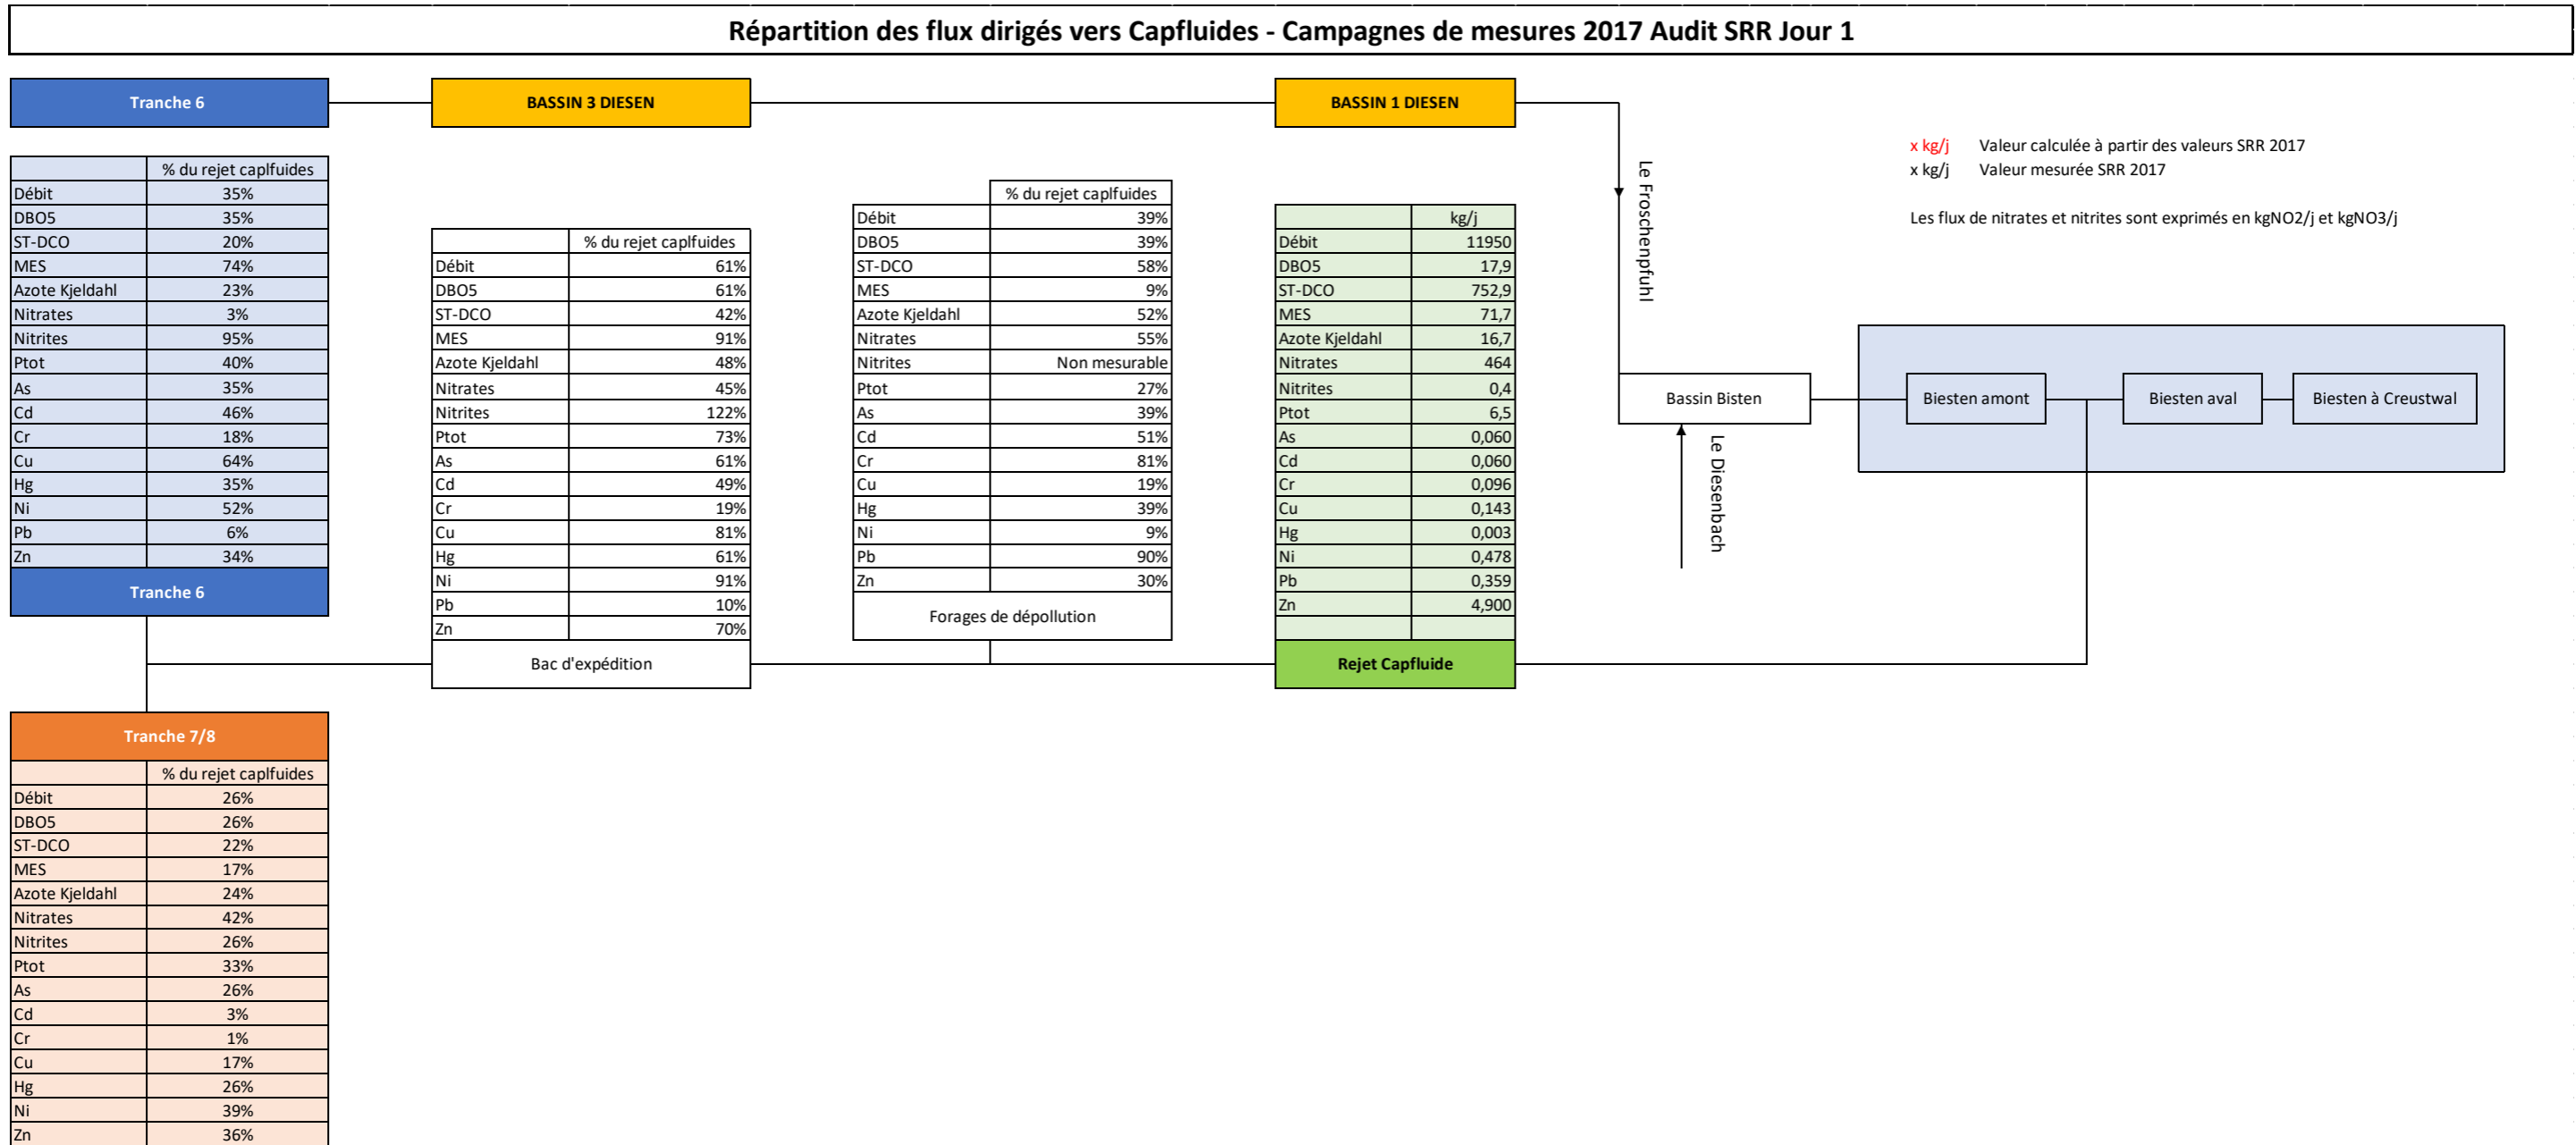 Répartition des flux dirigés vers Capfluides - Campagnes de mesures 2017 Audit SRR Jour 1
Tranche 6
BASSIN 3 DIESEN
BASSIN 1 DIESEN
x kg/j Valeur calculée à partir des valeurs SRR 2017
x kg/j Valeur mesurée SRR 2017
Les flux de nitrates et nitrites sont exprimés en kgNO2/j et kgNO3/j
% du rejet caplfuides
Débit 35%
DBO5 35%
ST-DCO 20%
MES 74%
Azote Kjeldahl 23%
Nitrates 3%
Nitrites 95%
Ptot 40%
As 35%
Cd 46%
Cr 18%
Cu 64%
Hg 35%
Ni 52%
Pb 6%
Zn 34%
Tranche 6
% du rejet caplfuides
Débit 61%
DBO5 61%
ST-DCO 42%
MES 91%
Azote Kjeldahl 48%
Nitrates 45%
Nitrites 122%
Ptot 73%
As 61%
Cd 49%
Cr 19%
Cu 81%
Hg 61%
Ni 91%
Pb 10%
Zn 70%
Bac d'expédition
% du rejet caplfuides
Débit 39%
DBO5 39%
ST-DCO 58%
MES 9%
Azote Kjeldahl 52%
Nitrates 55%
Nitrites Non mesurable
Ptot 27%
As 39%
Cd 51%
Cr 81%
Cu 19%
Hg 39%
Ni 9%
Pb 90%
Zn 30%
Forages de dépollution
kg/j
Débit 11950
DBO5 17,9
ST-DCO 752,9
MES 71,7
Azote Kjeldahl 16,7
Nitrates 464
Nitrites 0,4
Ptot 6,5
As 0,060
Cd 0,060
Cr 0,096
Cu 0,143
Hg 0,003
Ni 0,478
Pb 0,359
Zn 4,900
Rejet Capfluide
Le Froschenpfuhl
Bassin Bisten
Le Diesenbach
Biesten amont
Biesten aval
Biesten à Creustwal
Tranche 7/8
% du rejet caplfuides
Débit 26%
DBO5 26%
ST-DCO 22%
MES 17%
Azote Kjeldahl 24%
Nitrates 42%
Nitrites 26%
Ptot 33%
As 26%
Cd 3%
Cr 1%
Cu 17%
Hg 26%
Ni 39%
Zn 36%